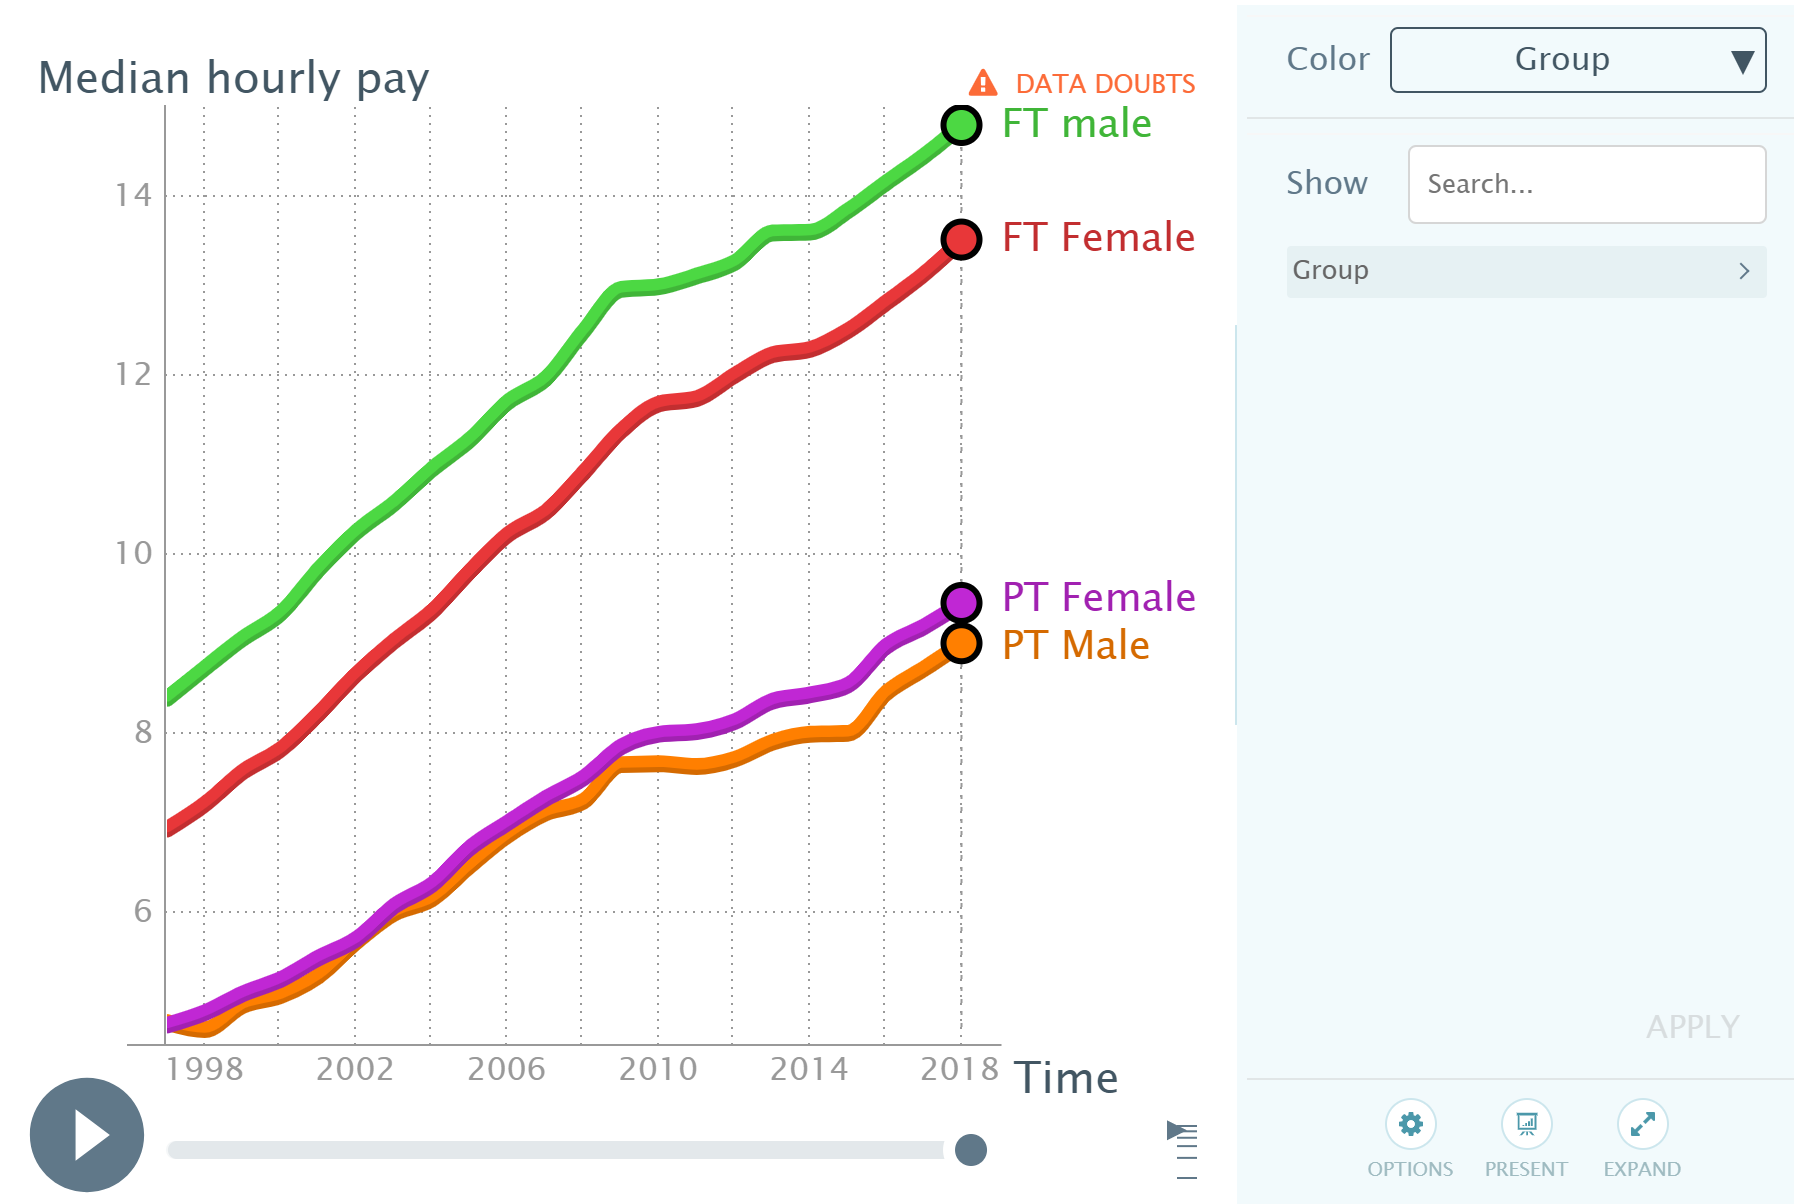 Median hourly pay
DATA DOUBTS
FT male
FT Female
PT Female
PT Male
14
12
10
8
6
1998 2002 2006 2010 2014 2018
Time
Color Group
Show Search...
Group
APPLY
OPTIONS PRESENT EXPAND